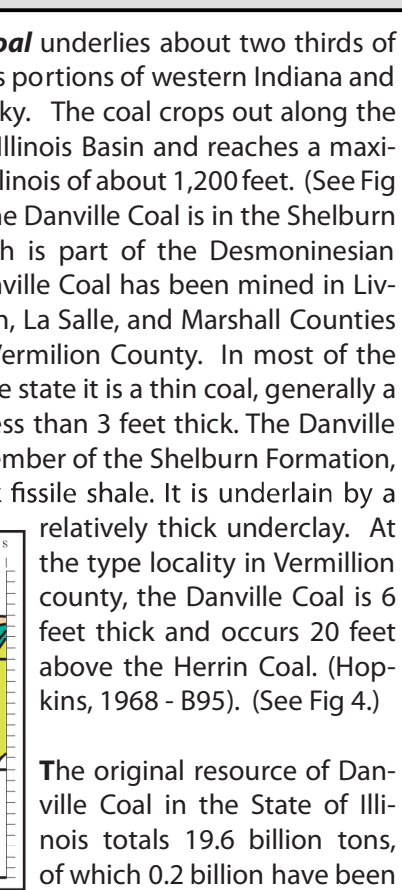 oal underlies about two thirds of
s portions of western Indiana and
ky. The coal crops out along the
Illinois Basin and reaches a maxi-
linois of about 1,200 feet. (See Fig
ne Danville Coal is in the Shelburn
h is part of the Desmoninesian
ville Coal has been mined in Liv-
n, La Salle, and Marshall Counties
Vermilion County. In most of the
e state it is a thin coal, generally a
ess than 3 feet thick. The Danville
ember of the Shelburn Formation,
k fissile shale. It is underlain by a
relatively thick underclay. At
the type locality in Vermillion
county, the Danville Coal is 6
feet thick and occurs 20 feet
above the Herrin Coal. (Hop-
kins, 1968 - B95). (See Fig 4.)
The original resource of Dan-
ville Coal in the State of Illi-
nois totals 19.6 billion tons,
of which 0.2 billion have been
s